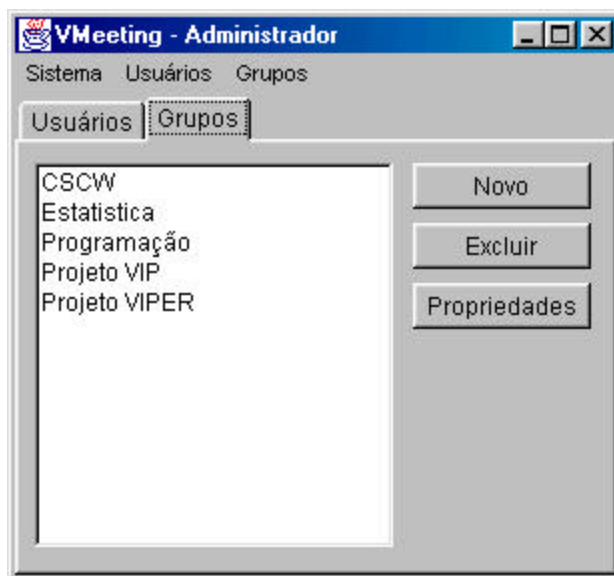 VMeeting - Administrador
Sistema Usuários Grupos
Usuários Grupos
CSCW
Estatistica
Programação
Projeto VIP
Projeto VIPER
Novo
Excluir
Propriedades